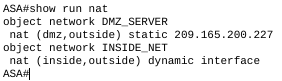 ASA#show run nat
object network DMZ_SERVER
 nat (dmz,outside) static 209.165.200.227
object network INSIDE_NET
 nat (inside,outside) dynamic interface
ASA#